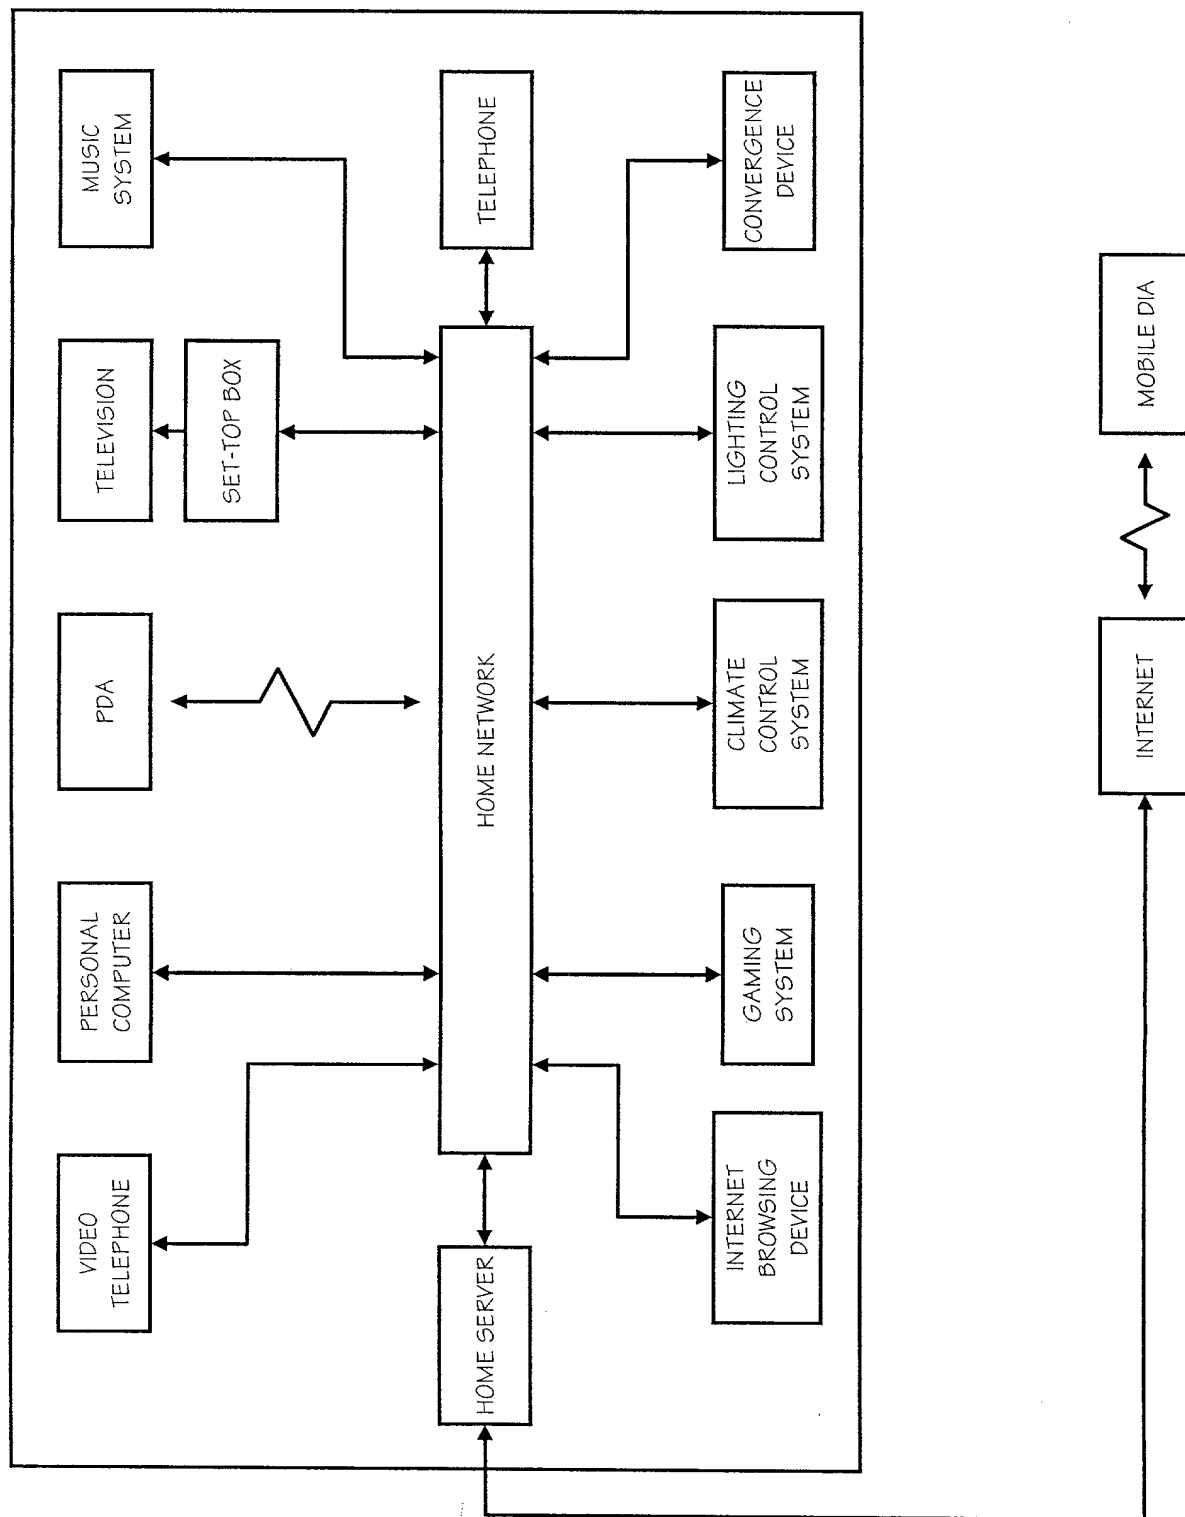 VIDEO
TELEPHONE
PERSONAL
COMPUTER
PDA
TELEVISION
SET-TOP BOX
MUSIC
SYSTEM
HOME SERVER
HOME NETWORK
TELEPHONE
INTERNET
BROWSING
DEVICE
GAMING
SYSTEM
CLIMATE
CONTROL
SYSTEM
LIGHTING
CONTROL
SYSTEM
CONVERGENCE
DEVICE
INTERNET
MOBILE DIA